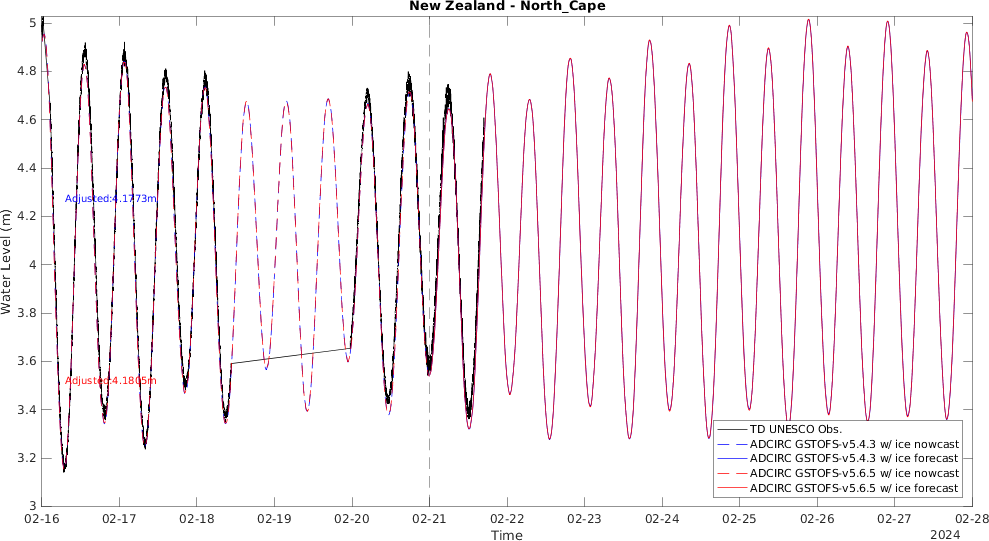 New Zealand - North_Cape
Water Level (m)
5
4.8
4.6
4.4
4.2
4
3.8
3.6
3.4
3.2
3
Adjusted:4.1773m
Adjusted:4.1805m
TD UNESCO Obs.
ADCIRC GSTOFS-v5.4.3 w/ ice nowcast
ADCIRC GSTOFS-v5.4.3 w/ ice forecast
ADCIRC GSTOFS-v5.6.5 w/ ice nowcast
ADCIRC GSTOFS-v5.6.5 w/ ice forecast
02-16 02-17 02-18 02-19 02-20 02-21 02-22 02-23 02-24 02-25 02-26 02-27 02-28
Time
2024